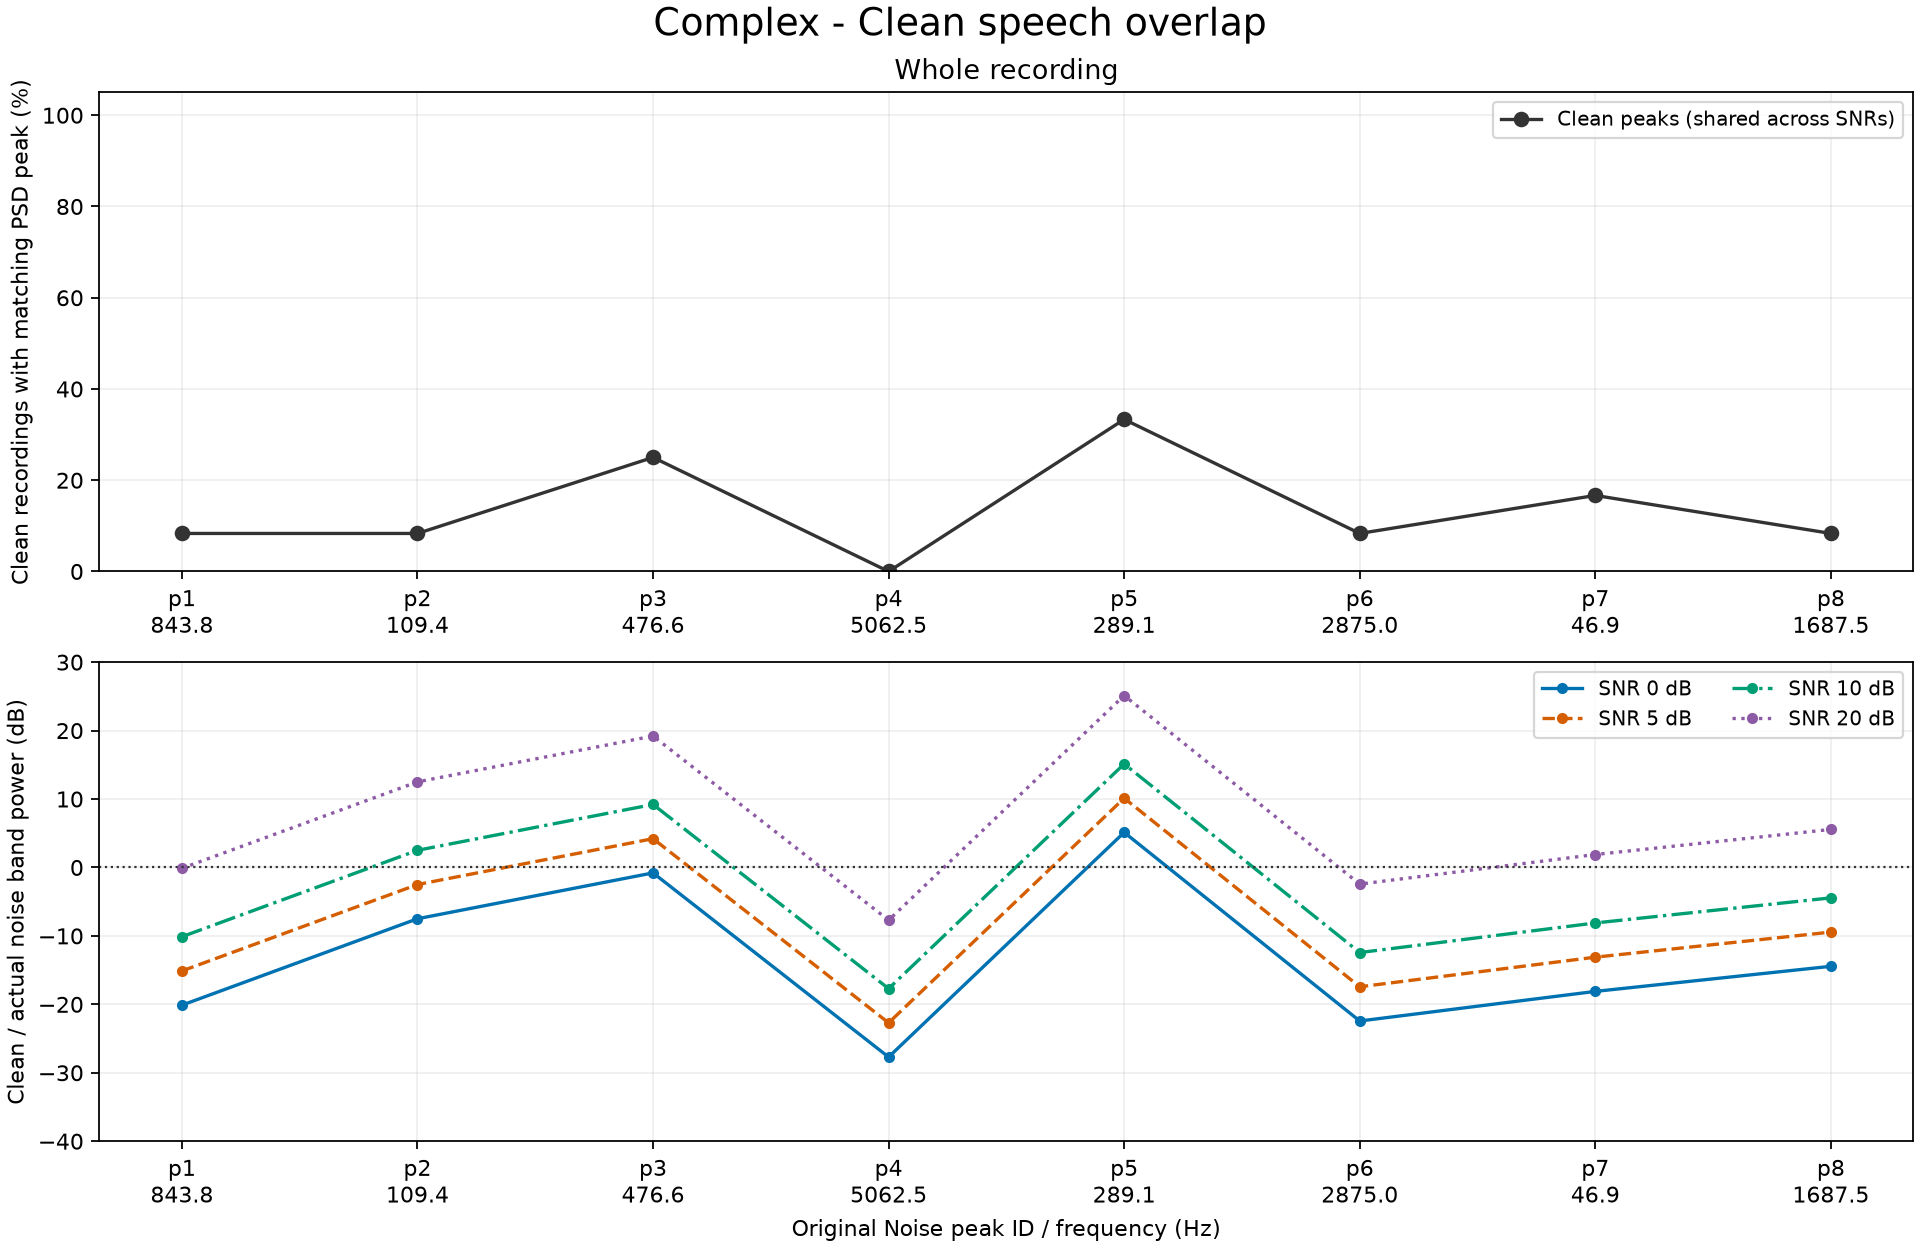 Complex - Clean speech overlap
Whole recording
Clean recordings with matching PSD peak (%)
100
80
60
40
20
0
Clean peaks (shared across SNRs)
p1 p2 p3 p4 p5 p6 p7 p8
843.8 109.4 476.6 5062.5 289.1 2875.0 46.9 1687.5
Clean / actual noise band power (dB)
30
20
10
0
−10
−20
−30
−40
SNR 0 dB SNR 10 dB
SNR 5 dB SNR 20 dB
p1 p2 p3 p4 p5 p6 p7 p8
843.8 109.4 476.6 5062.5 289.1 2875.0 46.9 1687.5
Original Noise peak ID / frequency (Hz)